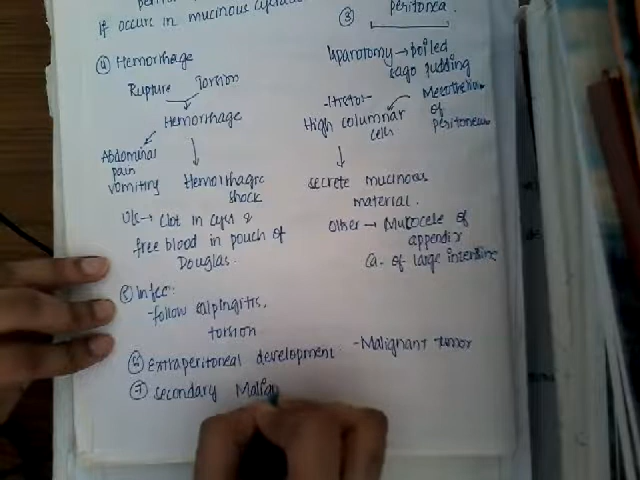 If occur in mucinous
④ Hemorrhage
Rupture Torsion
Hemorrhage
Abdominal
pain
vomiting
Hemorrhagic
shock
U/S → Clot in cyst &
free blood in pouch of
Douglas.
⑤ Infec.
- follow salpingitis,
torsion
⑥ extraperitoneal development - Malignant tumor
⑦ secondary Malign
③ peritonea.
Laparotomy → boiled
sago pudding
Mesothelium
of
peritoneum
High columnar
cells
secrete mucinous
material.
Other → Mucocele of
appendix
Ca. of large intestine